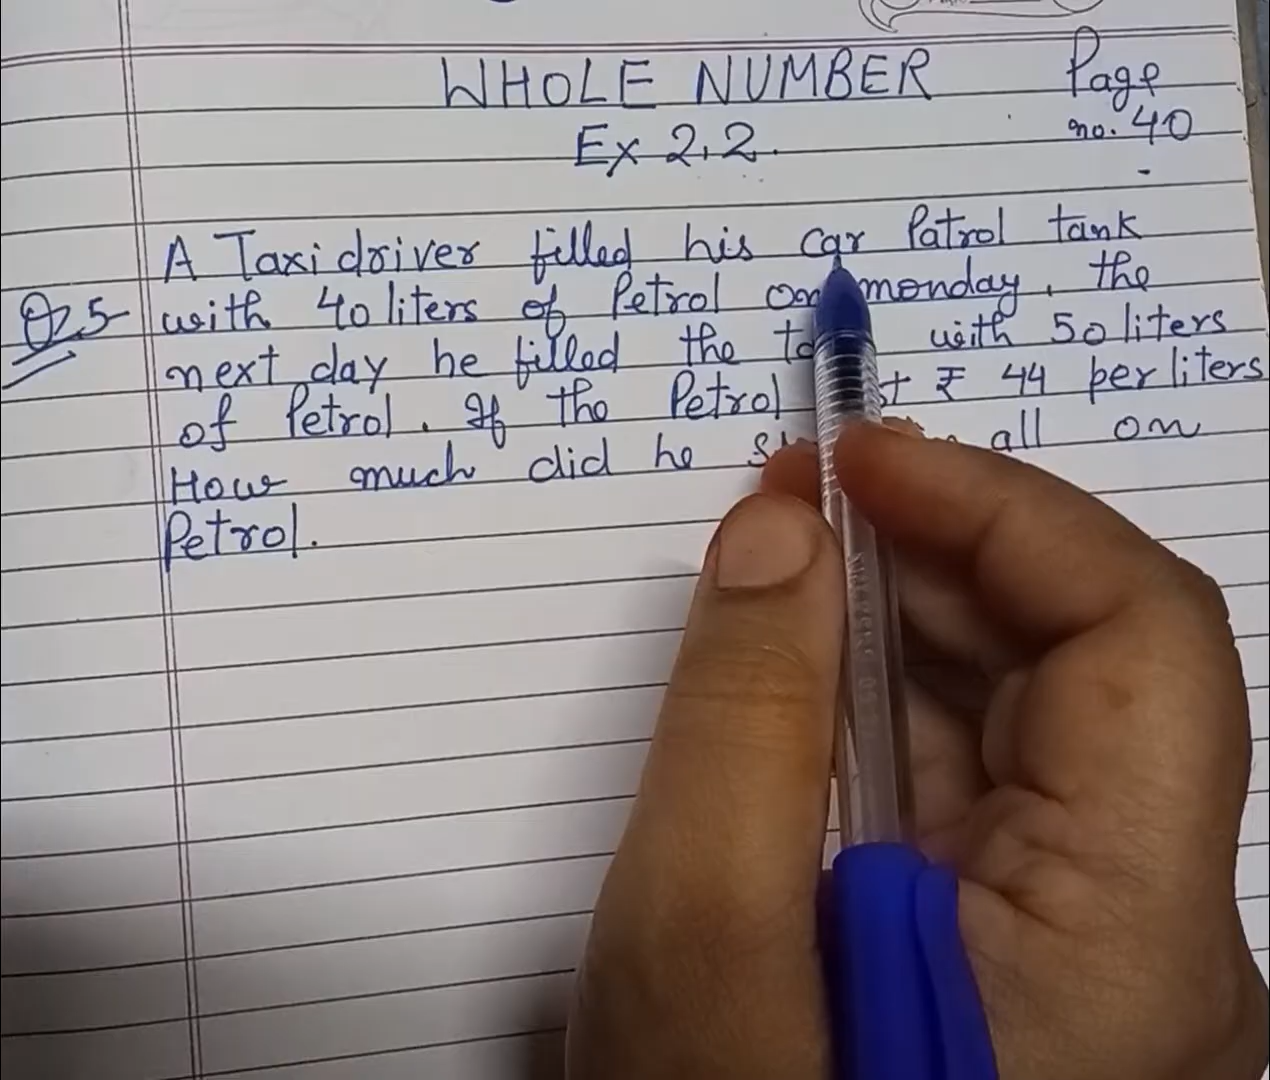 WHOLE NUMBER Page
Ex 2.2. no. 40
A Taxi driver filled his car Patrol tank
Q5 with 40 liters of Petrol on monday, the
next day he filled the with 50 liters
of Petrol. If the Petrol ₹ 44 per liters
How much did he all on
Petrol.